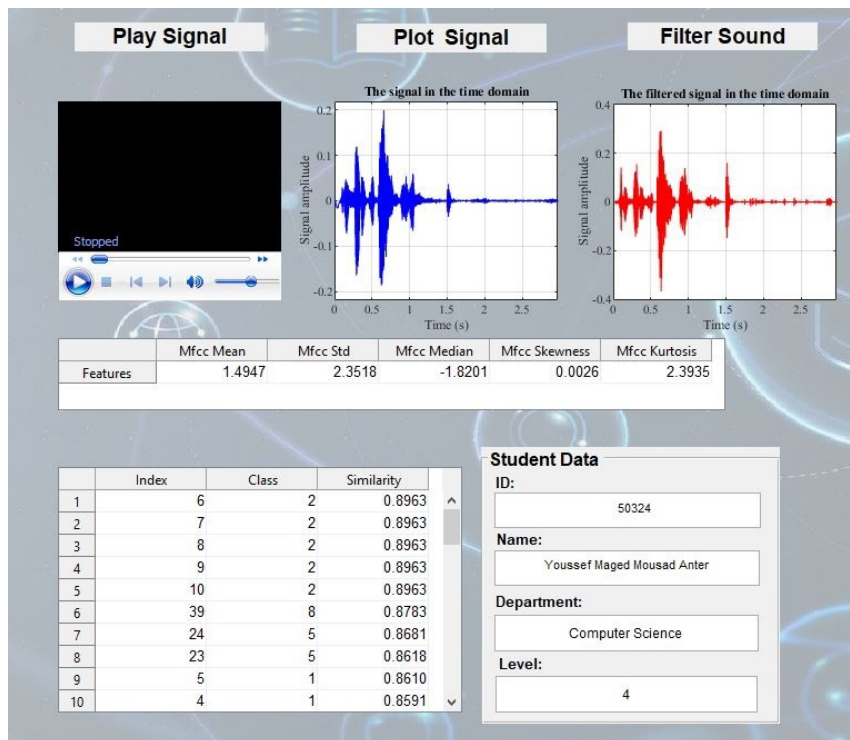 Play Signal
Plot Signal
Filter Sound
The signal in the time domain
Signal amplitude
0.2
0.1
0
-0.1
-0.2
0 0.5 1 1.5 2 2.5
Time (s)
The filtered signal in the time domain
Signal amplitude
0.4
0.2
0
-0.2
-0.4
0 0.5 1 1.5 2 2.5
Time (s)
Stopped
Mfcc Mean Mfcc Std Mfcc Median Mfcc Skewness Mfcc Kurtosis
Features 1.4947 2.3518 -1.8201 0.0026 2.3935
Index Class Similarity
1 6 2 0.8963
2 7 2 0.8963
3 8 2 0.8963
4 9 2 0.8963
5 10 2 0.8963
6 39 8 0.8783
7 24 5 0.8681
8 23 5 0.8618
9 5 1 0.8610
10 4 1 0.8591
Student Data
ID:
50324
Name:
Youssef Maged Mousad Anter
Department:
Computer Science
Level:
4